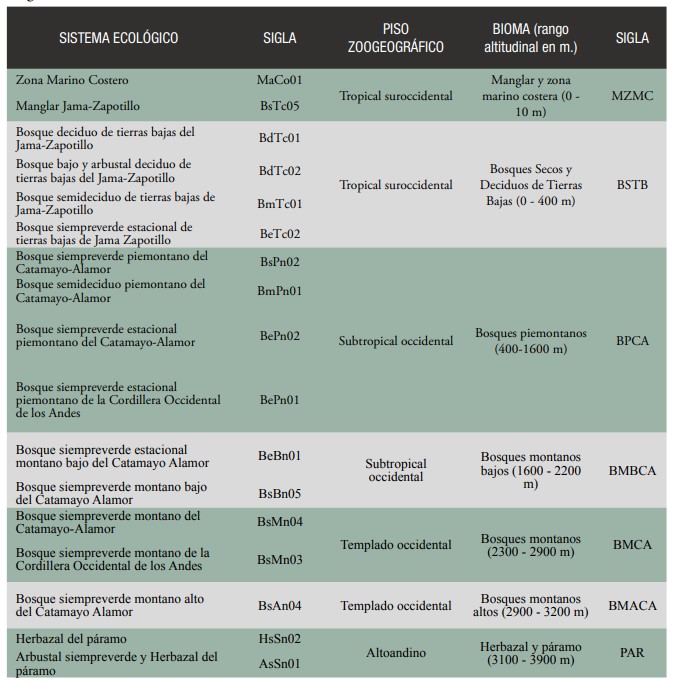 SISTEMA ECOLÓGICO
SIGLA
PISO
ZOOGEOGRÁFICO
BIOMA (rango
altitudinal en m.)
SIGLA
Zona Marino Costero
MaCo01
Manglar Jama-Zapotillo
BsTc05
Tropical suroccidental
Manglar y zona
marino costera (0 -
10 m)
MZMC
Bosque deciduo de tierras bajas del
Jama-Zapotillo
BdTc01
Bosque bajo y arbustal deciduo de
tierras bajas del Jama-Zapotillo
BdTc02
Bosque semideciduo de tierras bajas de
Jama-Zapotillo
BmTc01
Bosque siempreverde estacional de
tierras bajas de Jama Zapotillo
BeTc02
Tropical suroccidental
Bosques Secos y
Deciduos de Tierras
Bajas (0 - 400 m)
BSTB
Bosque siempreverde piemontano del
Catamayo-Alamor
BsPn02
Bosque semideciduo piemontano del
Catamayo-Alamor
BmPn01
Bosque siempreverde estacional
piemontano del Catamayo-Alamor
BePn02
Bosque siempreverde estacional
piemontano de la Cordillera Occidental
de los Andes
BePn01
Subtropical occidental
Bosques piemontanos
(400-1600 m)
BPCA
Bosque siempreverde estacional
montano bajo del Catamayo Alamor
BeBn01
Bosque siempreverde montano bajo
del Catamayo Alamor
BsBn05
Subtropical
occidental
Bosques montanos
bajos (1600 - 2200
m)
BMBCA
Bosque siempreverde montano del
Catamayo-Alamor
BsMn04
Bosque siempreverde montano de la
Cordillera Occidental de los Andes
BsMn03
Templado occidental
Bosques montanos
(2300 - 2900 m)
BMCA
Bosque siempreverde montano alto
del Catamayo Alamor
BsAn04
Templado occidental
Bosques montanos
altos (2900 - 3200 m)
BMACA
Herbazal del páramo
HsSn02
Arbustal siempreverde y Herbazal del
páramo
AsSn01
Altoandino
Herbazal y páramo
(3100 - 3900 m)
PAR